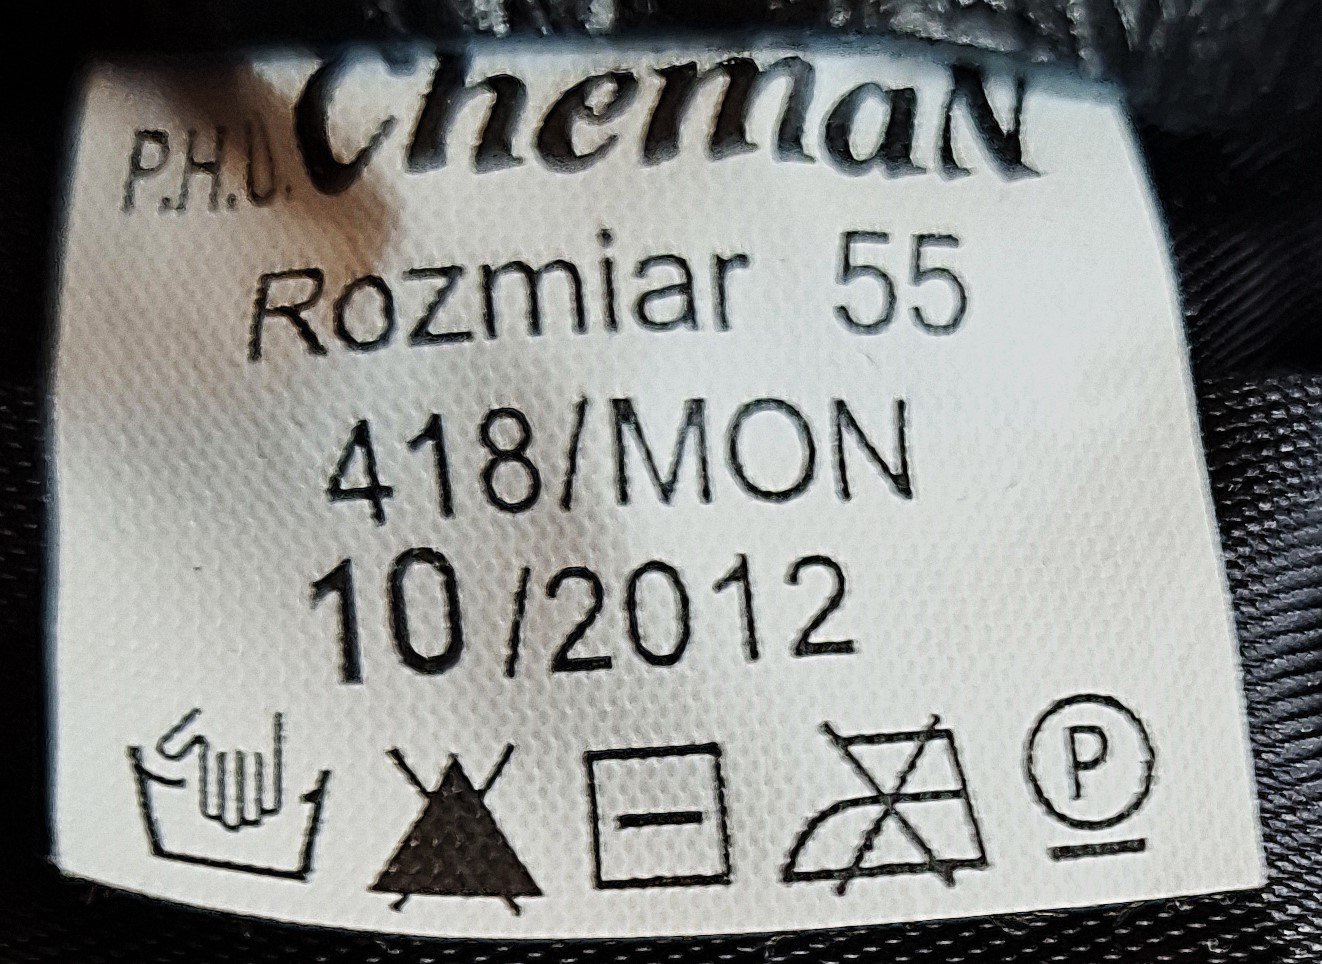 P.H.U. ChemaN
Rozmiar 55
418/MON
10/2012
P